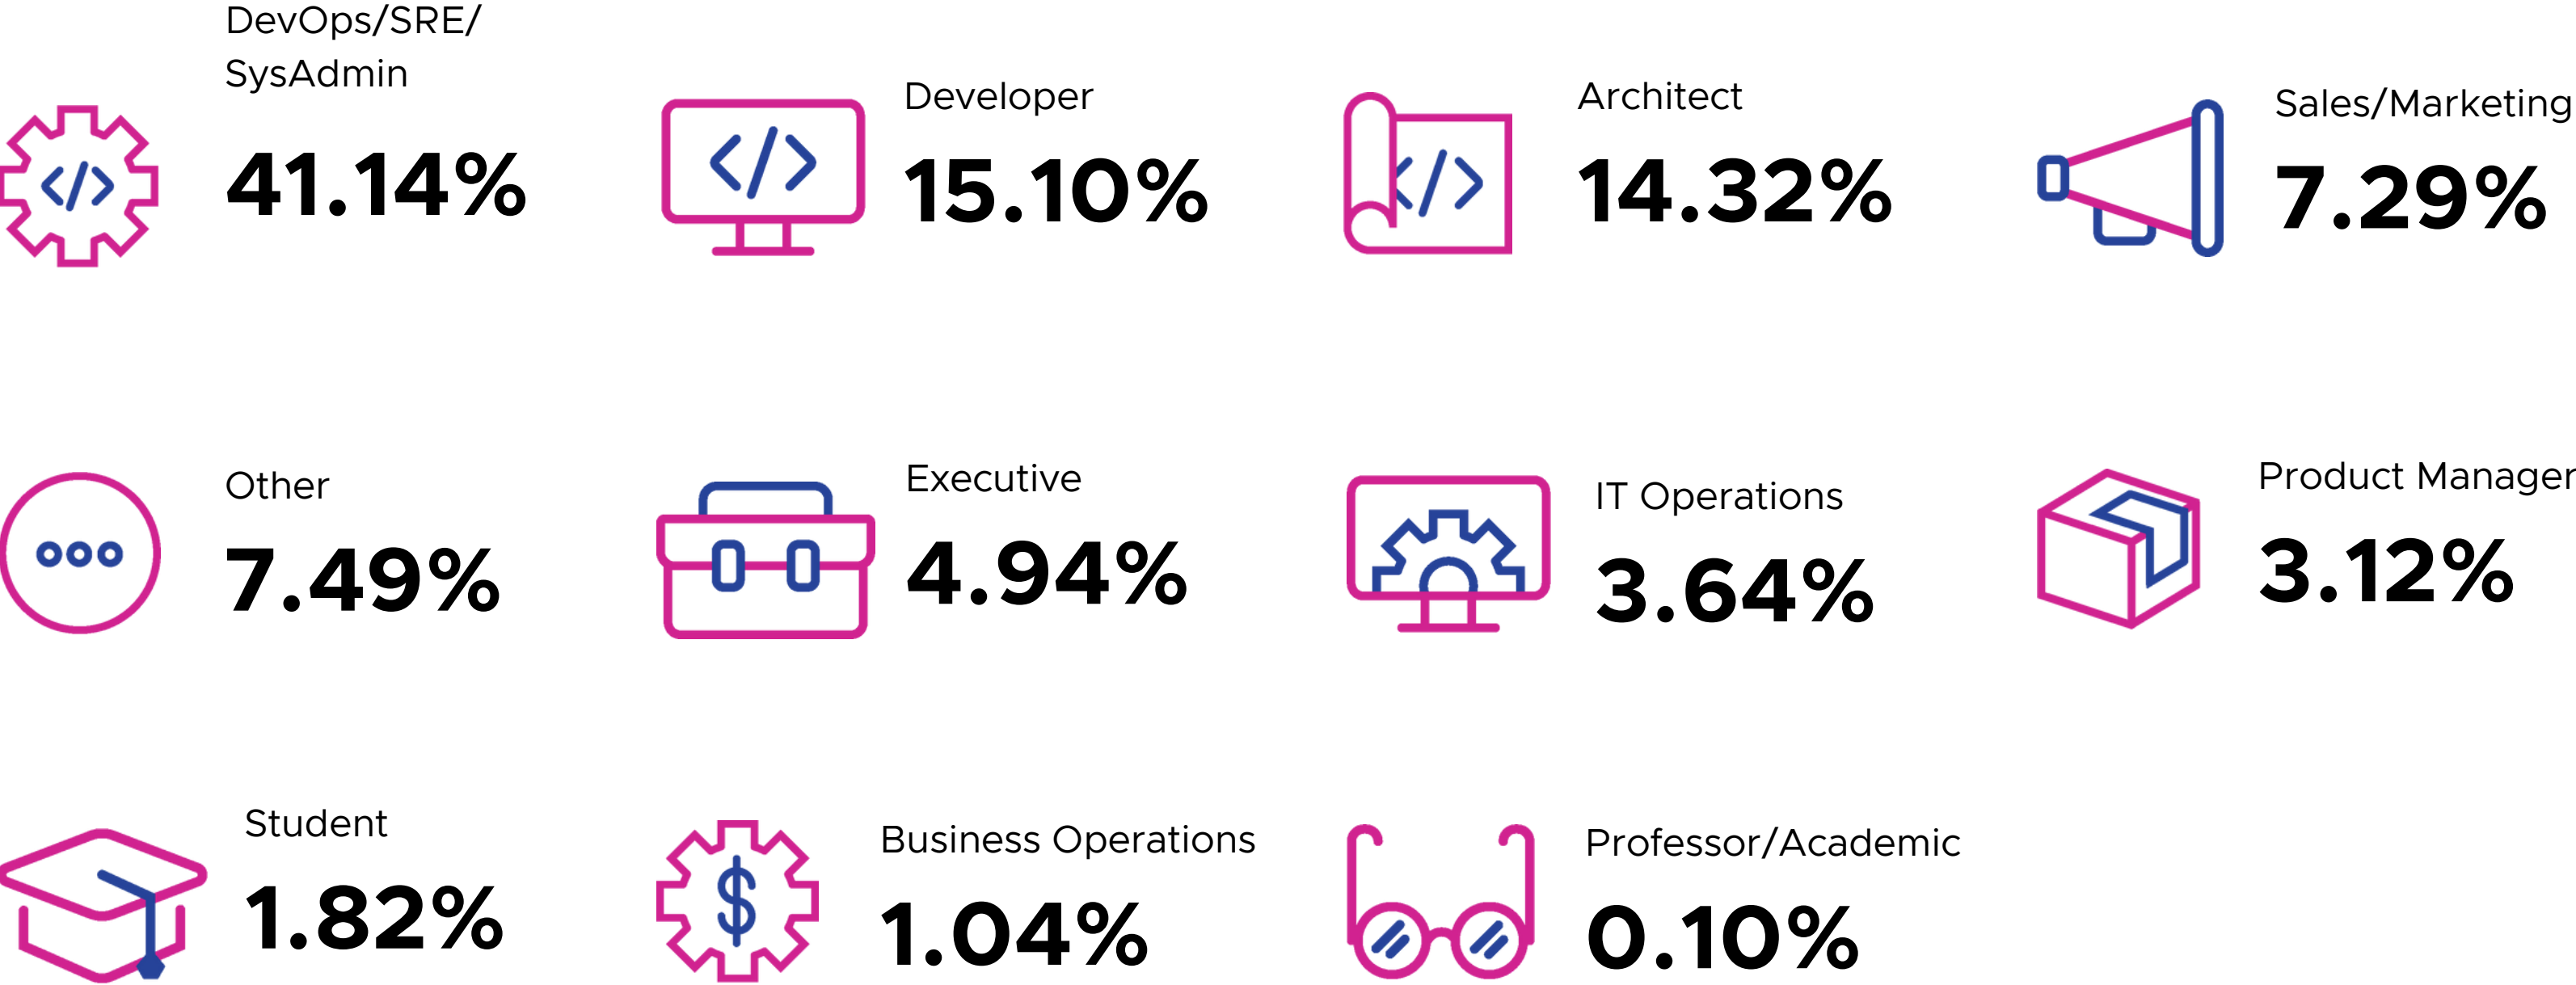 DevOps/SRE/
SysAdmin
41.14%
Developer
15.10%
Architect
14.32%
Sales/Marketing
7.29%
Other
7.49%
Executive
4.94%
IT Operations
3.64%
Product Manager
3.12%
Student
1.82%
Business Operations
1.04%
Professor/Academic
0.10%